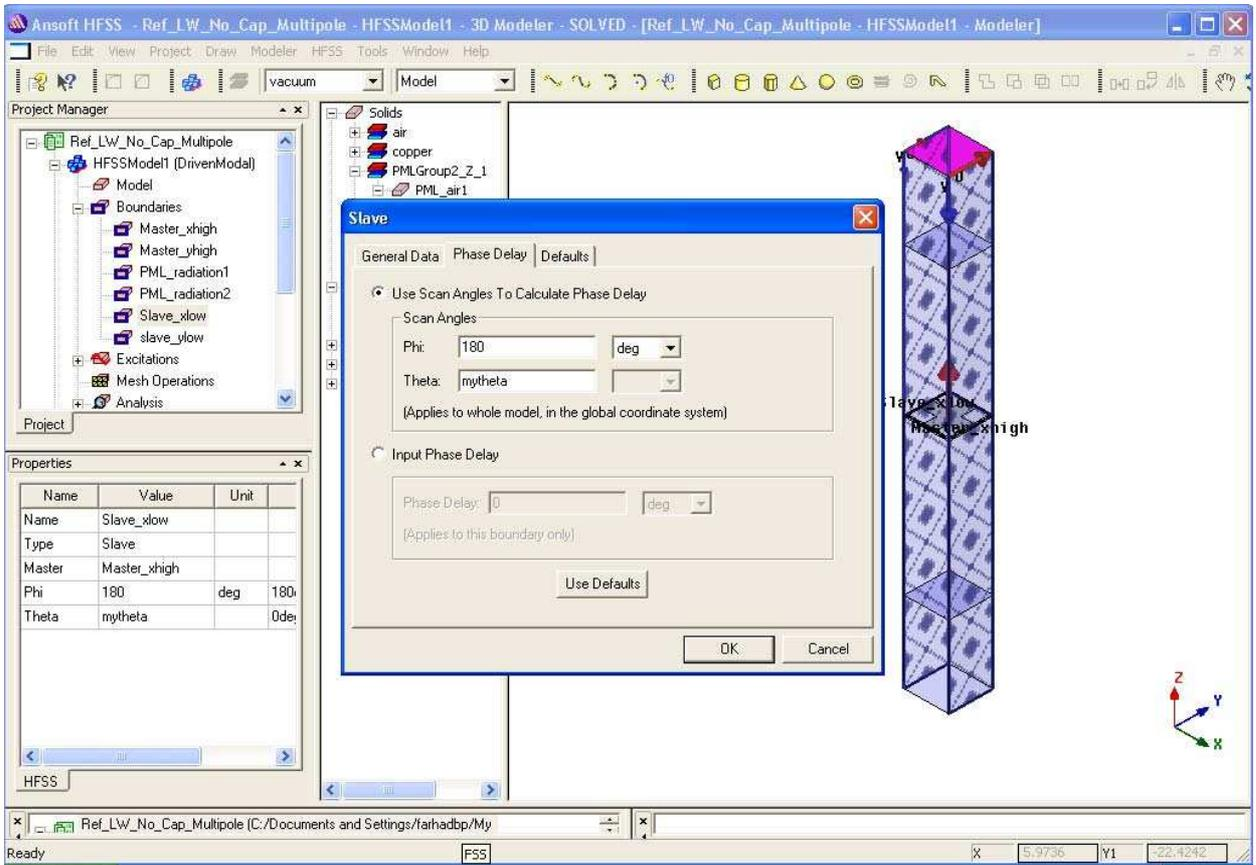 Ansoft HFSS - Ref_LW_No_Cap_Multipole - HFSSModel1 - 3D Modeler - SOLVED - [Ref_LW_No_Cap_Multipole - HFSSModel1 - Modeler]
File Edit View Project Draw Modeler HFSS Tools Window Help
vacuum Model
Project Manager
Ref_LW_No_Cap_Multipole
HFSSModel1 (DrivenModal)
Model
Boundaries
Master_xhigh
Master_yhigh
PML_radiation1
PML_radiation2
Slave_xlow
slave_ylow
Excitations
Mesh Operations
Analysis
Project
Properties
Name Value Unit
Name Slave_xlow
Type Slave
Master Master_xhigh
Phi 180 deg
Theta mytheta
HFSS
Solids
air
copper
PMLGroup2_Z_1
PML_air1
Slave
General Data Phase Delay Defaults
Use Scan Angles To Calculate Phase Delay
Scan Angles
Phi: 180 deg
Theta: mytheta
(Applies to whole model, in the global coordinate system)
Input Phase Delay
Phase Delay: 0 deg
(Applies to this boundary only)
Use Defaults
OK Cancel
Master_xhigh
Z
Y
X
Ref_LW_No_Cap_Multipole (C:/Documents and Settings/farhadbp/My
Ready FSS X 5.9736 Y1 -22.4242